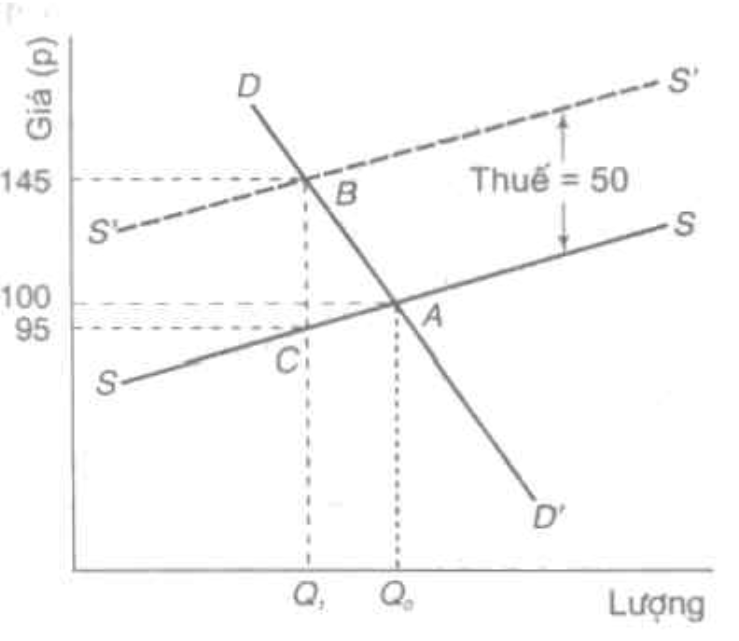 Giá (p)
D
S'
145
B
Thuế = 50
S'
S
100
A
95
C
S
D'
Q₁
Q₀
Lượng